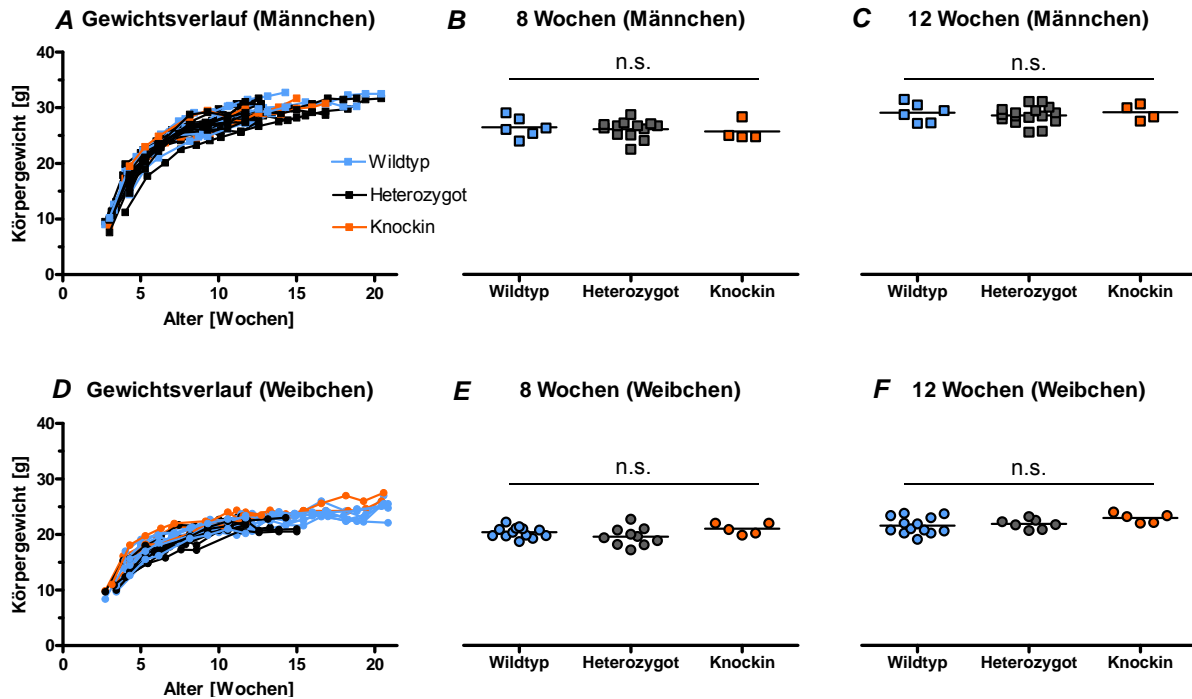 A Gewichtsverlauf (Männchen)
B 8 Wochen (Männchen)
C 12 Wochen (Männchen)
Körpergewicht [g]
40
30
20
10
0
0 5 10 15 20
Alter [Wochen]
Wildtyp
Heterozygot
Knockin
n.s.
Wildtyp Heterozygot Knockin
n.s.
Wildtyp Heterozygot Knockin
D Gewichtsverlauf (Weibchen)
E 8 Wochen (Weibchen)
F 12 Wochen (Weibchen)
Körpergewicht [g]
40
30
20
10
0
0 5 10 15 20
Alter [Wochen]
n.s.
Wildtyp Heterozygot Knockin
n.s.
Wildtyp Heterozygot Knockin